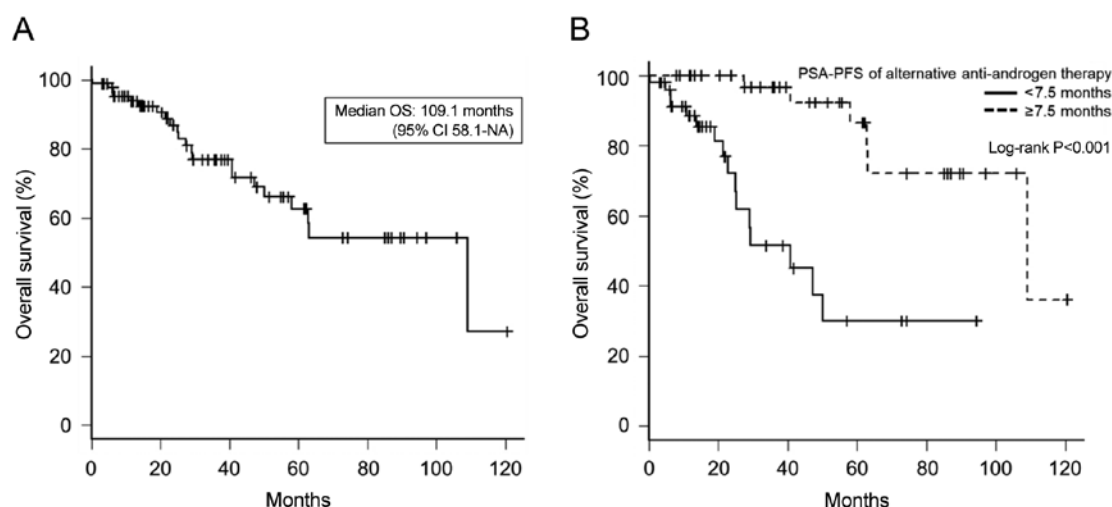 A
Overall survival (%)
100
80
60
40
20
0
0 20 40 60 80 100 120
Months
Median OS: 109.1 months
(95% CI 58.1-NA)
B
Overall survival (%)
100
80
60
40
20
0
0 20 40 60 80 100 120
Months
PSA-PFS of alternative anti-androgen therapy
<7.5 months
≥7.5 months
Log-rank P<0.001